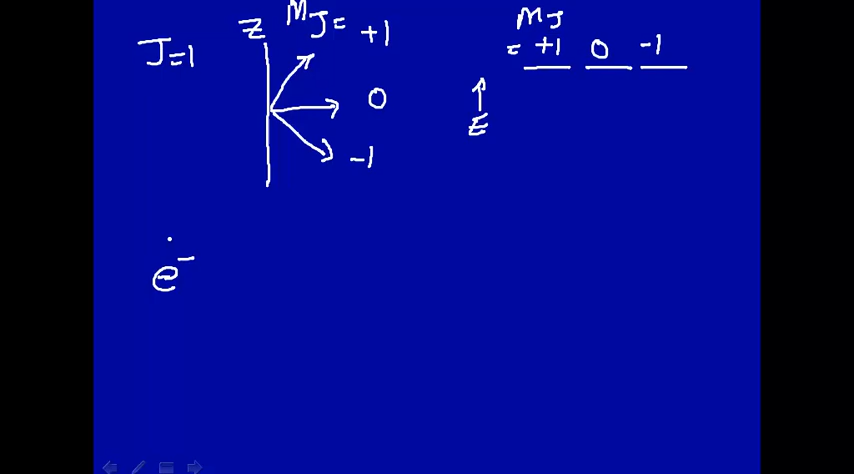 J=1
Z
MJ= +1
0
-1
MJ
= +1 0 -1
E
e-